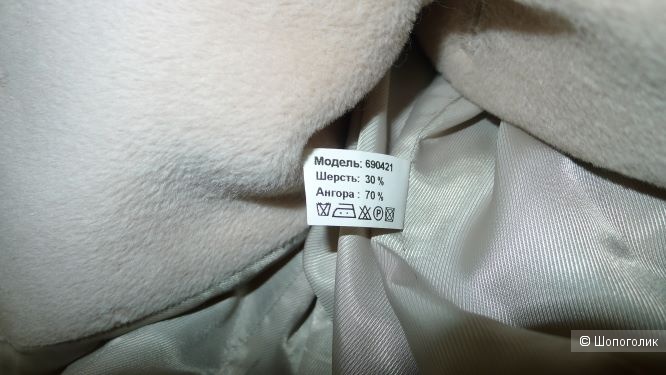 Модель: 690421
Шерсть: 30 %
Ангора : 70 %
P
© Шопоголик